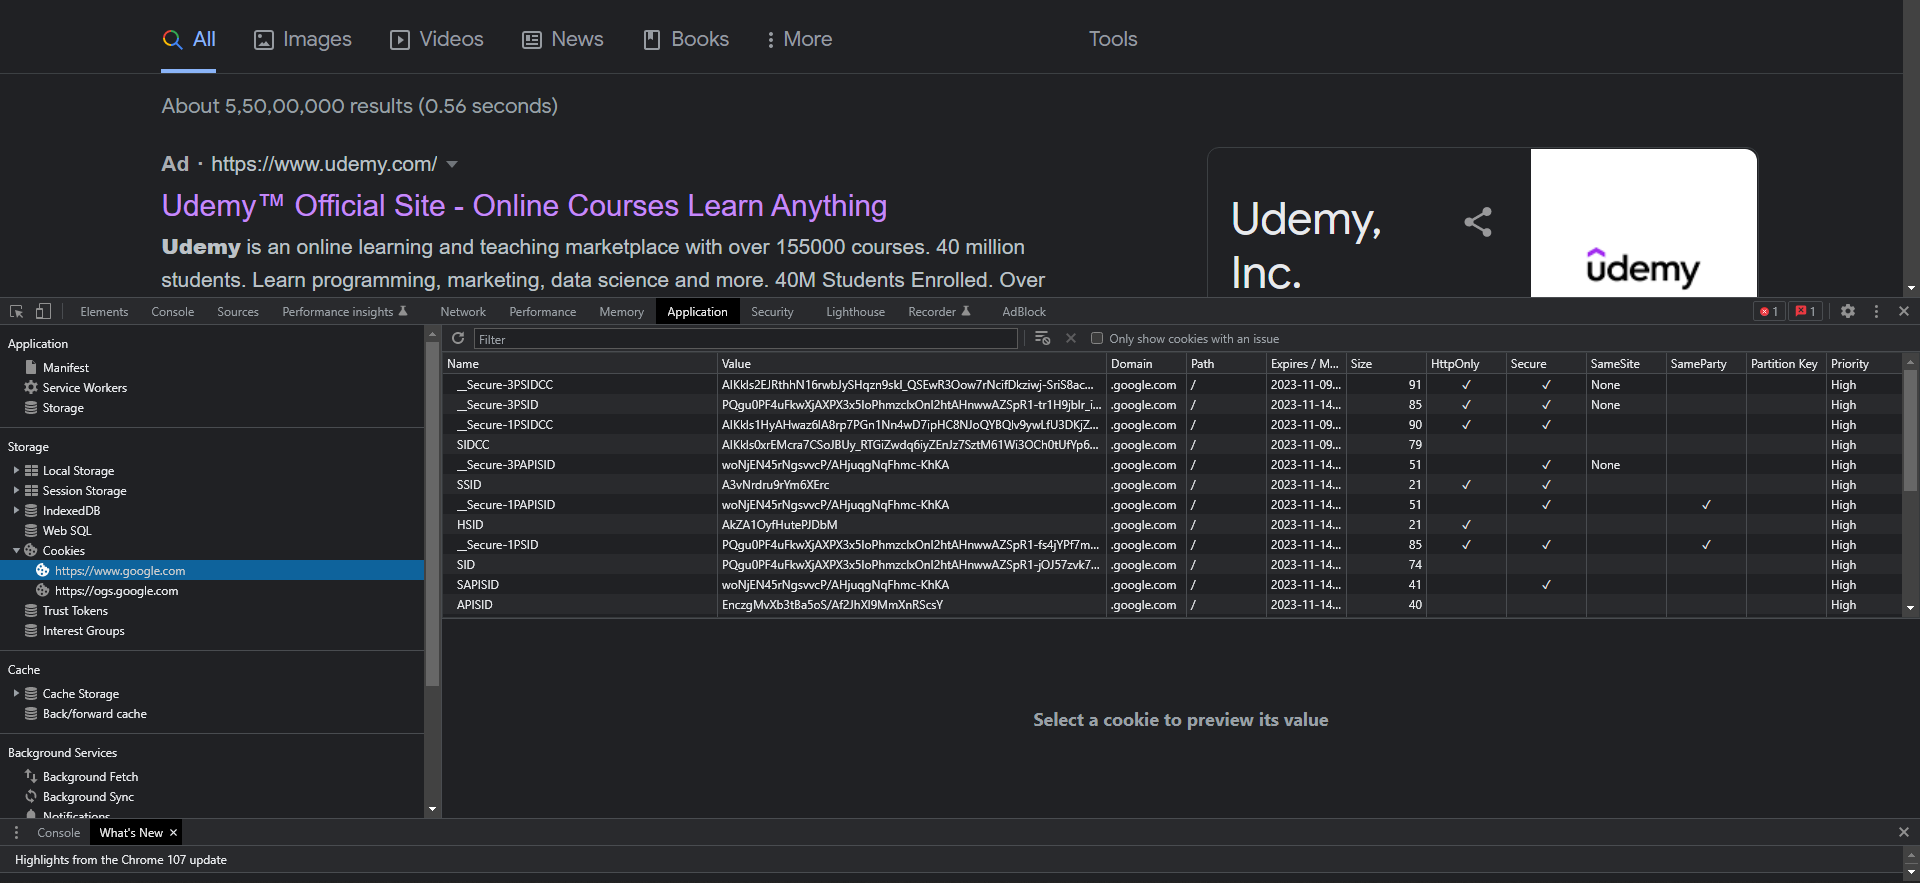 All Images Videos News Books More Tools
About 5,50,00,000 results (0.56 seconds)
Ad · https://www.udemy.com/
Udemy™ Official Site - Online Courses Learn Anything
Udemy is an online learning and teaching marketplace with over 155000 courses. 40 million
students. Learn programming, marketing, data science and more. 40M Students Enrolled. Over
Udemy,
Inc.
udemy
Elements Console Sources Performance insights Network Performance Memory Application Security Lighthouse Recorder AdBlock 1 1
Application
Manifest
Service Workers
Storage
Storage
Local Storage
Session Storage
IndexedDB
Web SQL
Cookies
https://www.google.com
https://ogs.google.com
Trust Tokens
Interest Groups
Cache
Cache Storage
Back/forward cache
Background Services
Background Fetch
Background Sync
Notifications
Filter Only show cookies with an issue
Name Value Domain Path Expires / M... Size HttpOnly Secure SameSite SameParty Partition Key Priority
__Secure-3PSIDCC .google.com / 2023-11-09... 91 ✓ ✓ None High
__Secure-3PSID .google.com / 2023-11-14... 85 ✓ ✓ None High
__Secure-1PSIDCC .google.com / 2023-11-09... 90 ✓ ✓ High
SIDCC .google.com / 2023-11-09... 79 High
__Secure-3PAPISID woNjEN45rNgsvvcP/AHjuqgNqFhmc-KhKA .google.com / 2023-11-14... 51 ✓ None High
SSID A3vNrdru9rYm6XErc .google.com / 2023-11-14... 21 ✓ ✓ High
__Secure-1PAPISID woNjEN45rNgsvvcP/AHjuqgNqFhmc-KhKA .google.com / 2023-11-14... 51 ✓ ✓ High
HSID AkZA1OyfHutePJDbM .google.com / 2023-11-14... 21 ✓ High
__Secure-1PSID .google.com / 2023-11-14... 85 ✓ ✓ ✓ High
SID .google.com / 2023-11-14... 74 High
SAPISID woNjEN45rNgsvvcP/AHjuqgNqFhmc-KhKA .google.com / 2023-11-14... 41 ✓ High
APISID .google.com / 2023-11-14... 40 High
Select a cookie to preview its value
Console What's New
Highlights from the Chrome 107 update